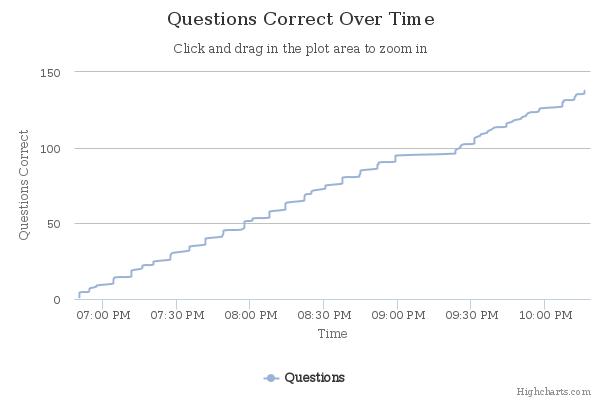 Questions Correct Over Time
Click and drag in the plot area to zoom in
Questions Correct
150
100
50
0
07:00 PM 07:30 PM 08:00 PM 08:30 PM 09:00 PM 09:30 PM 10:00 PM
Time
Questions
Highcharts.com